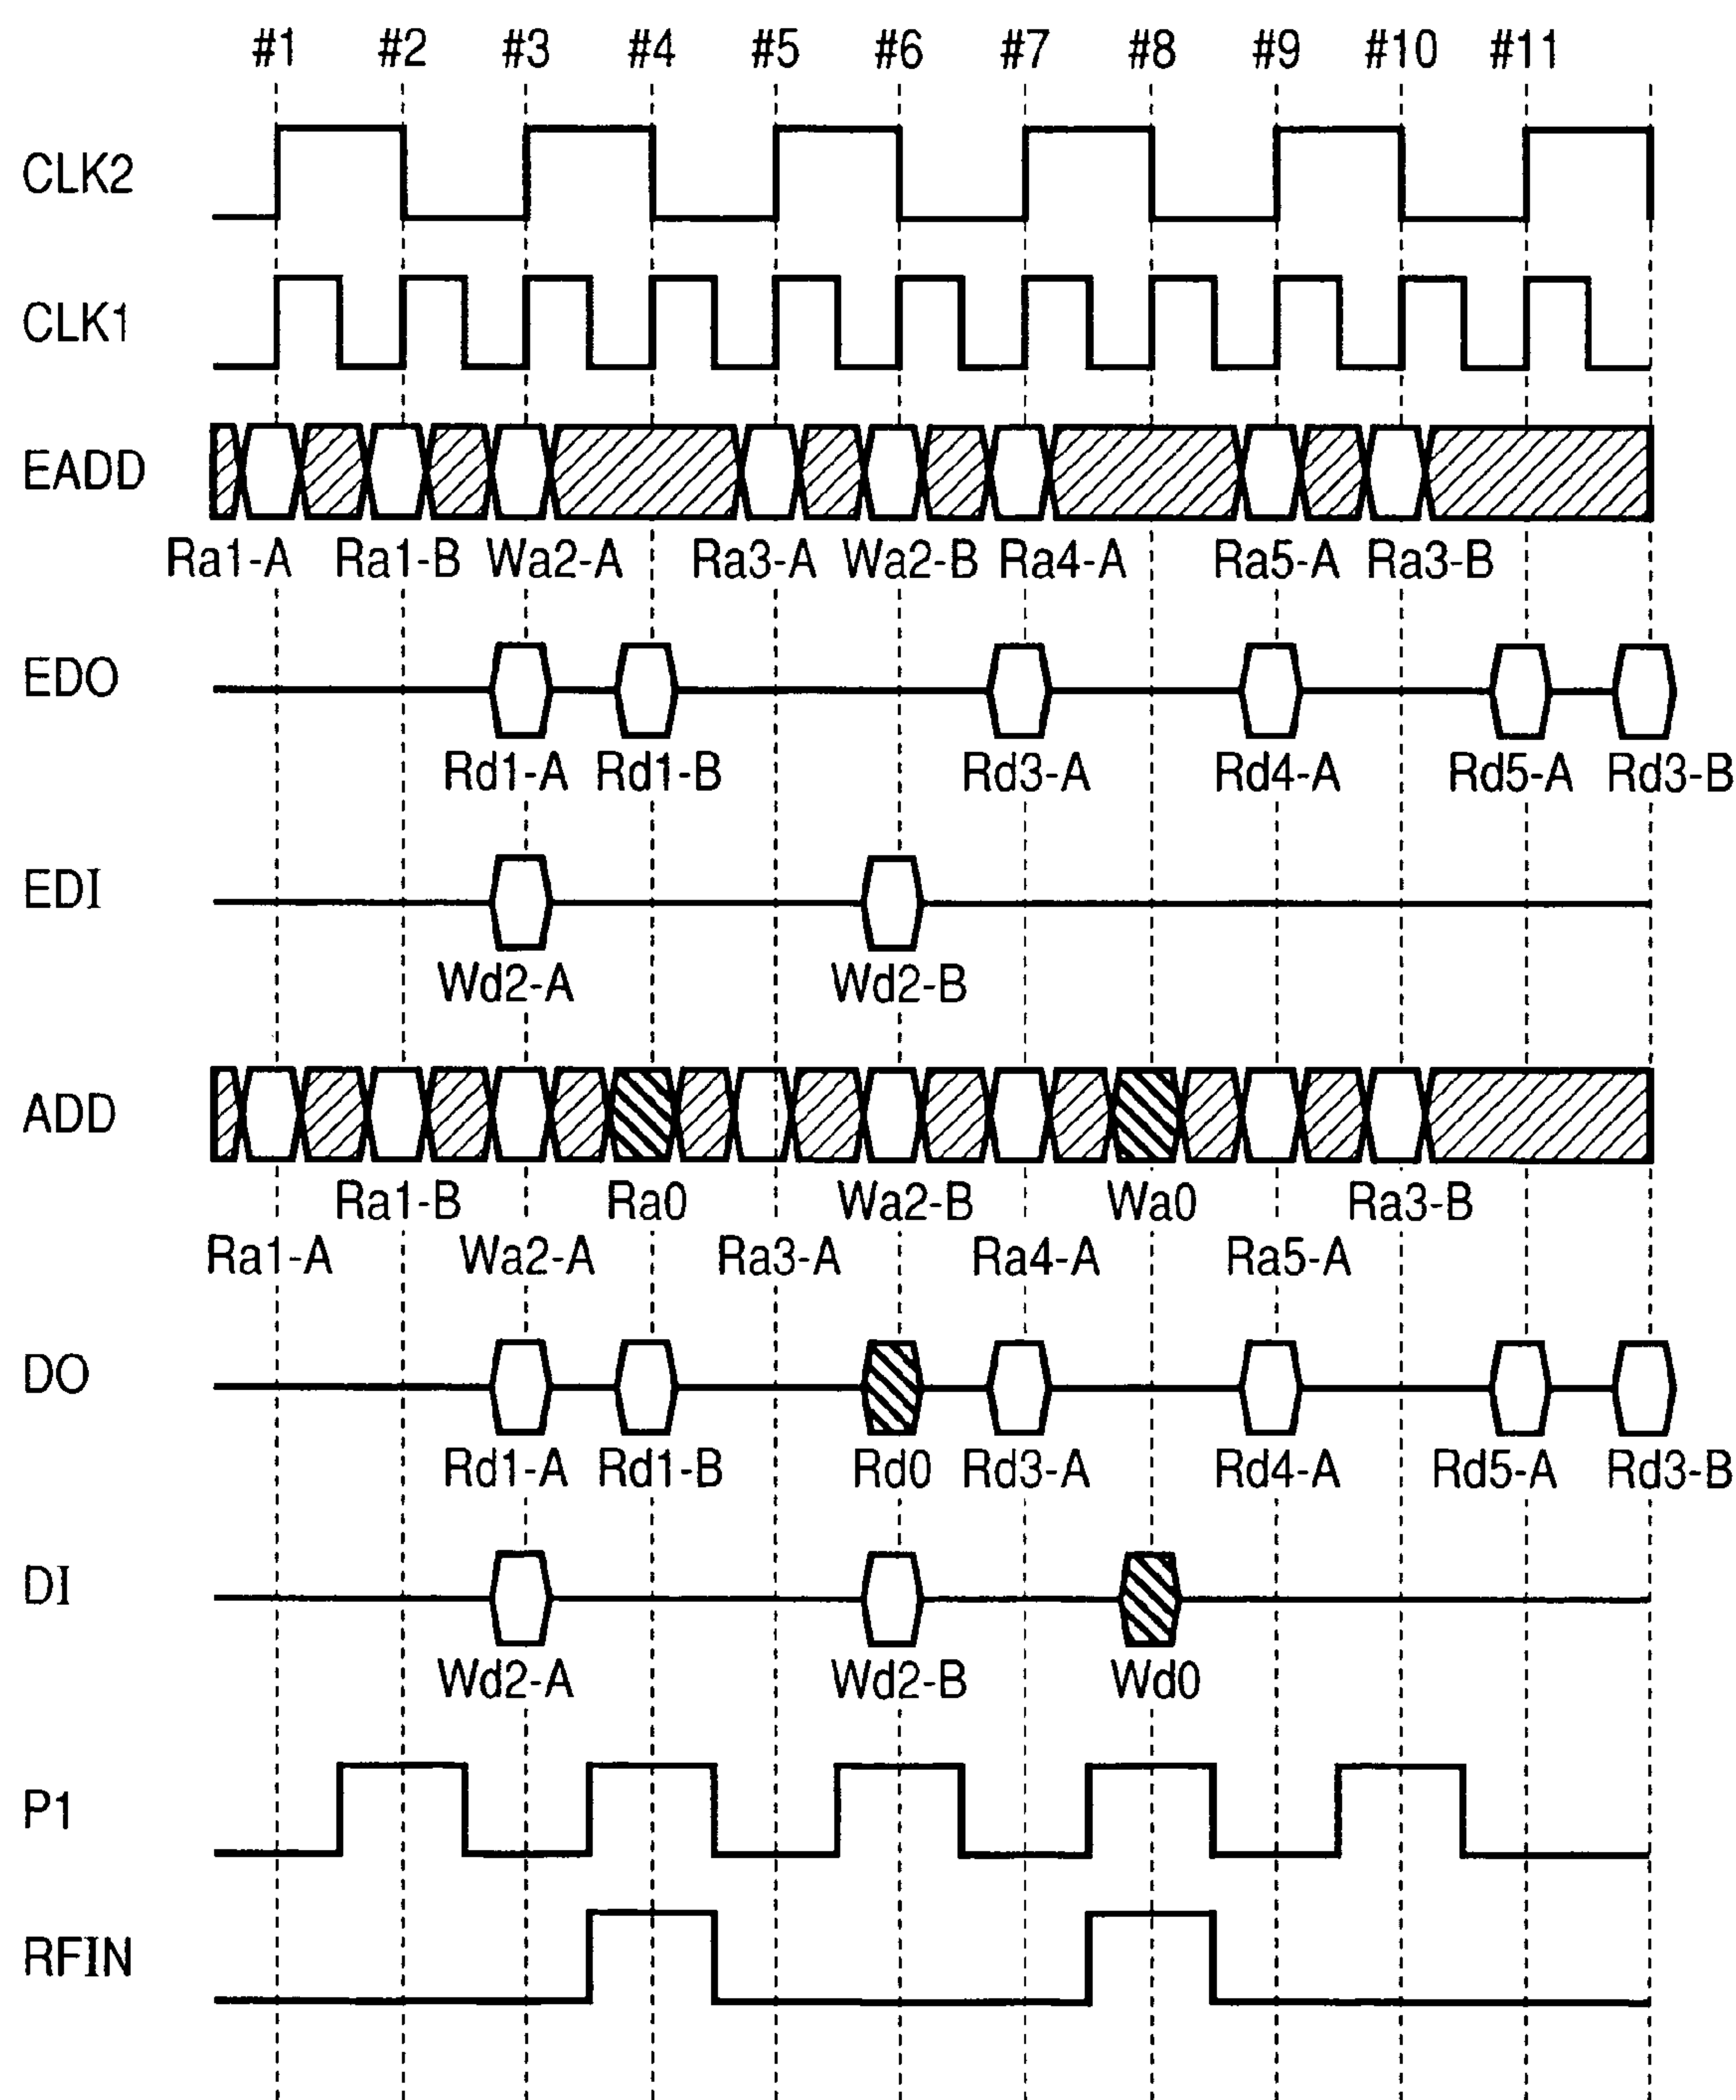 #1 #2 #3 #4 #5 #6 #7 #8 #9 #10 #11
CLK2
CLK1
EADD
Ra1-A Ra1-B Wa2-A Ra3-A Wa2-B Ra4-A Ra5-A Ra3-B
EDO
Rd1-A Rd1-B Rd3-A Rd4-A Rd5-A Rd3-B
EDI
Wd2-A Wd2-B
ADD
Ra1-B Ra0 Wa2-B Wa0 Ra3-B
Ra1-A Wa2-A Ra3-A Ra4-A Ra5-A
DO
Rd1-A Rd1-B Rd0 Rd3-A Rd4-A Rd5-A Rd3-B
DI
Wd2-A Wd2-B Wd0
P1
RFIN